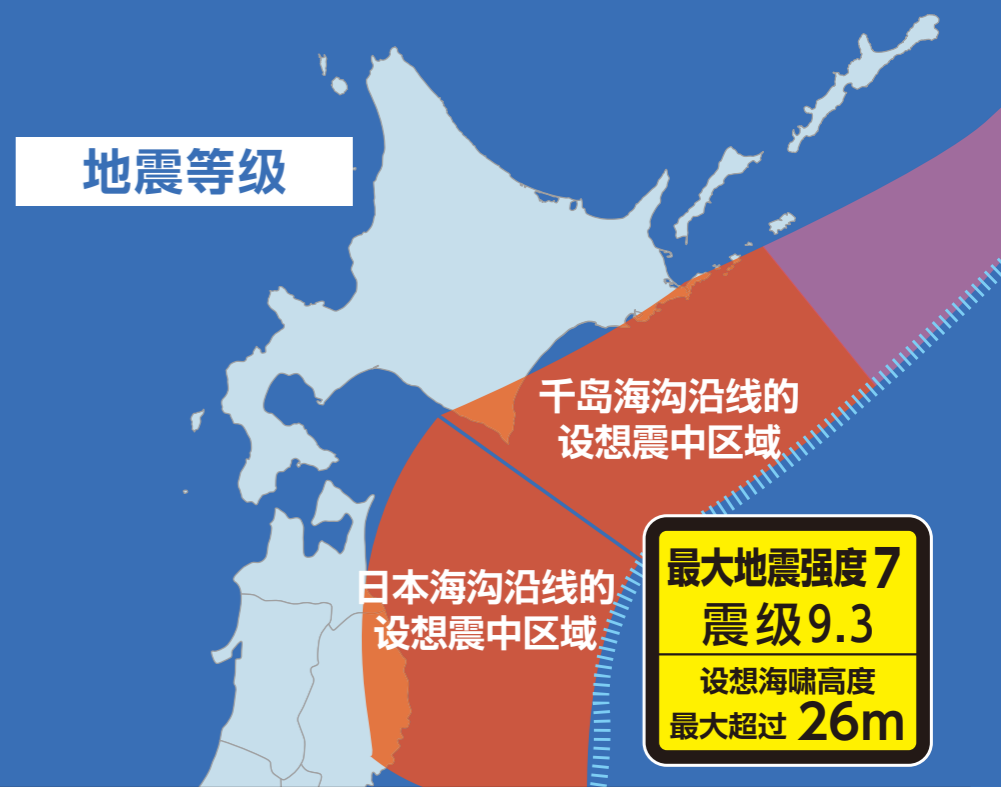 地震等级
千岛海沟沿线的
设想震中区域
日本海沟沿线的
设想震中区域
最大地震强度7
震级9.3
设想海啸高度
最大超过 26m